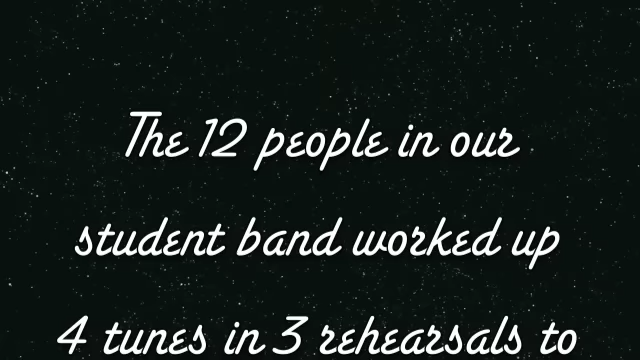 The 12 people in our
student band worked up
4 tunes in 3 rehearsals to